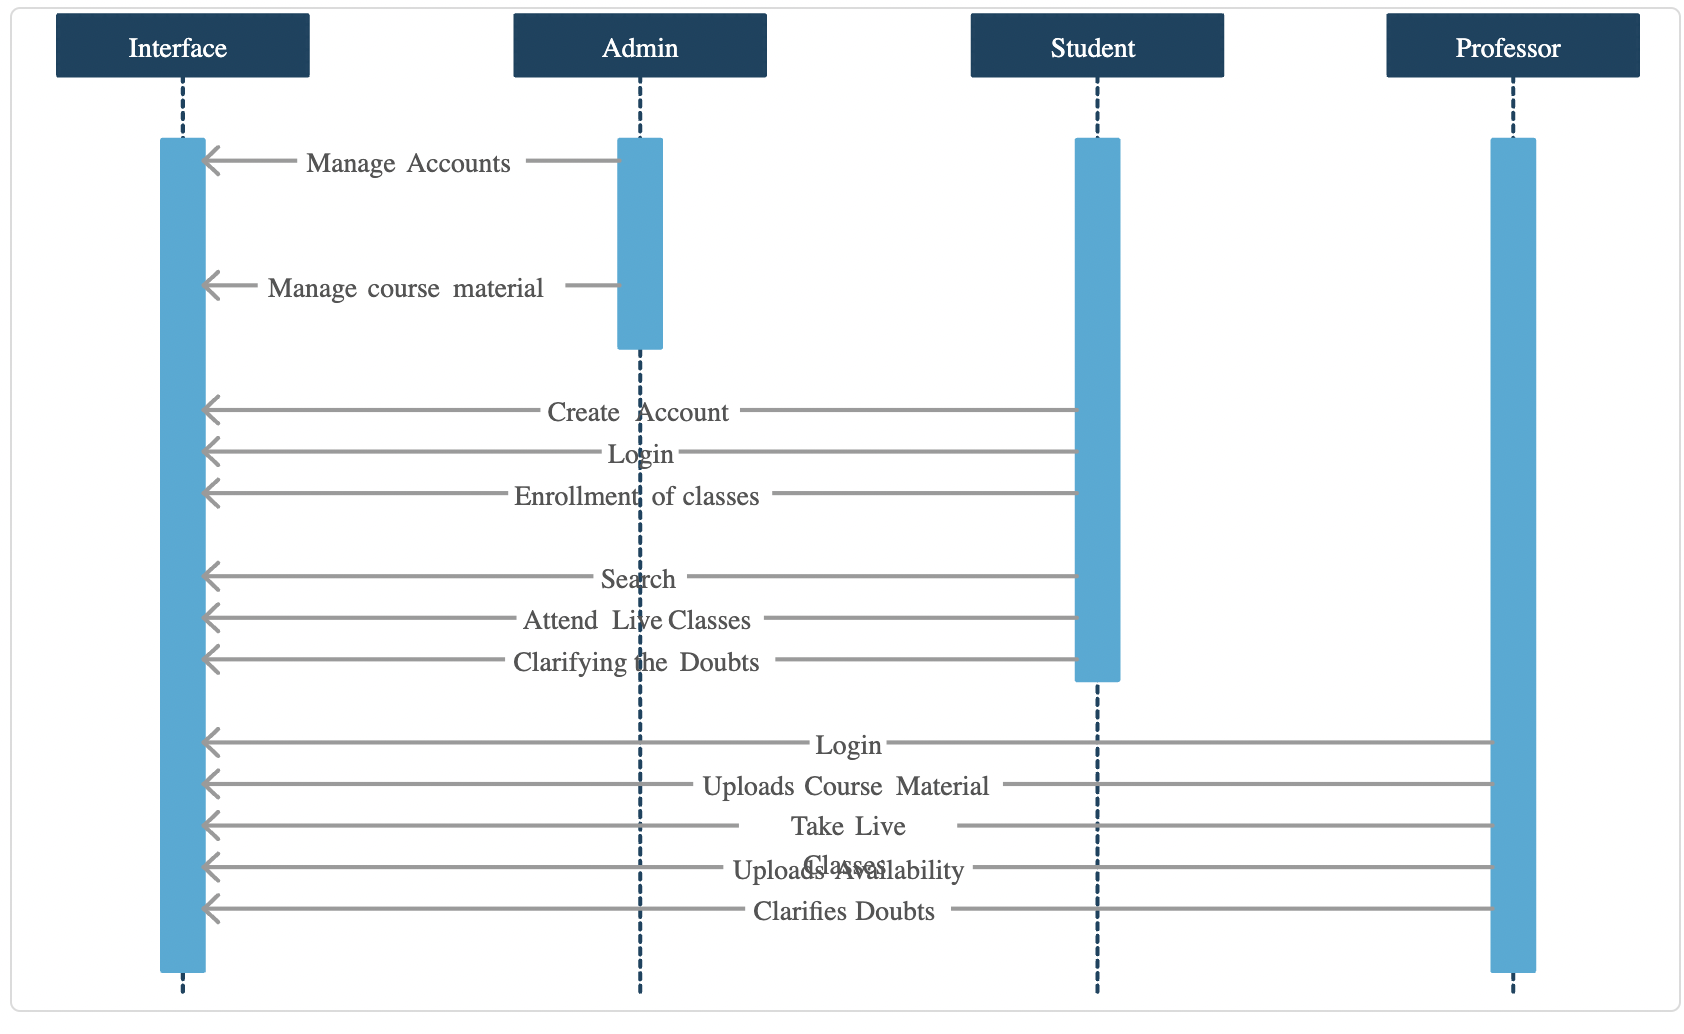 Interface
Admin
Student
Professor
Manage Accounts
Manage course material
Create Account
Login
Enrollment of classes
Search
Attend Live Classes
Clarifying the Doubts
Login
Uploads Course Material
Take Live
Classes
Uploads Availability
Clarifies Doubts